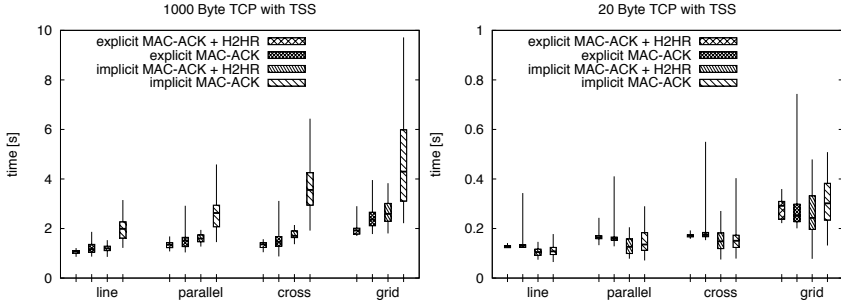 1000 Byte TCP with TSS
10
8
6
4
2
0
time [s]
explicit MAC-ACK + H2HR
explicit MAC-ACK
implicit MAC-ACK + H2HR
implicit MAC-ACK
line
parallel
cross
grid
20 Byte TCP with TSS
1
0.8
0.6
0.4
0.2
0
time [s]
explicit MAC-ACK + H2HR
explicit MAC-ACK
implicit MAC-ACK + H2HR
implicit MAC-ACK
line
parallel
cross
grid